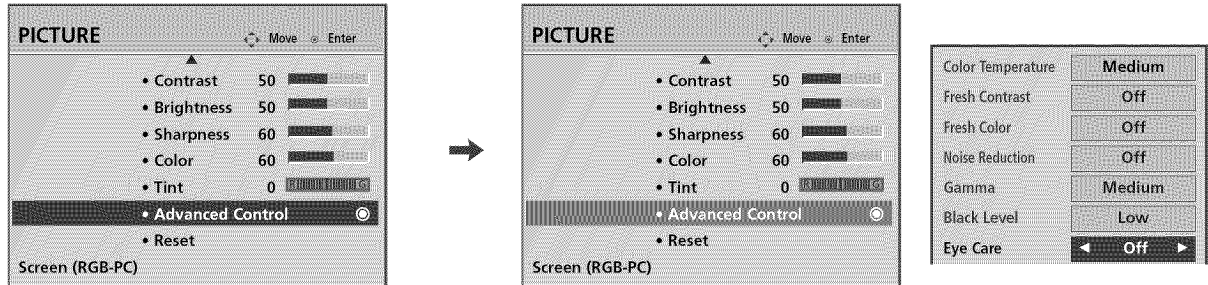 PICTURE
Move Enter
• Contrast 50
• Brightness 50
• Sharpness 60
• Color 60
• Tint 0 R G
• Advanced Control
• Reset
Screen (RGB-PC)
PICTURE
Move Enter
• Contrast 50
• Brightness 50
• Sharpness 60
• Color 60
• Tint 0 R G
• Advanced Control
• Reset
Screen (RGB-PC)
Color Temperature Medium
Fresh Contrast Off
Fresh Color Off
Noise Reduction Off
Gamma Medium
Black Level Low
Eye Care Off